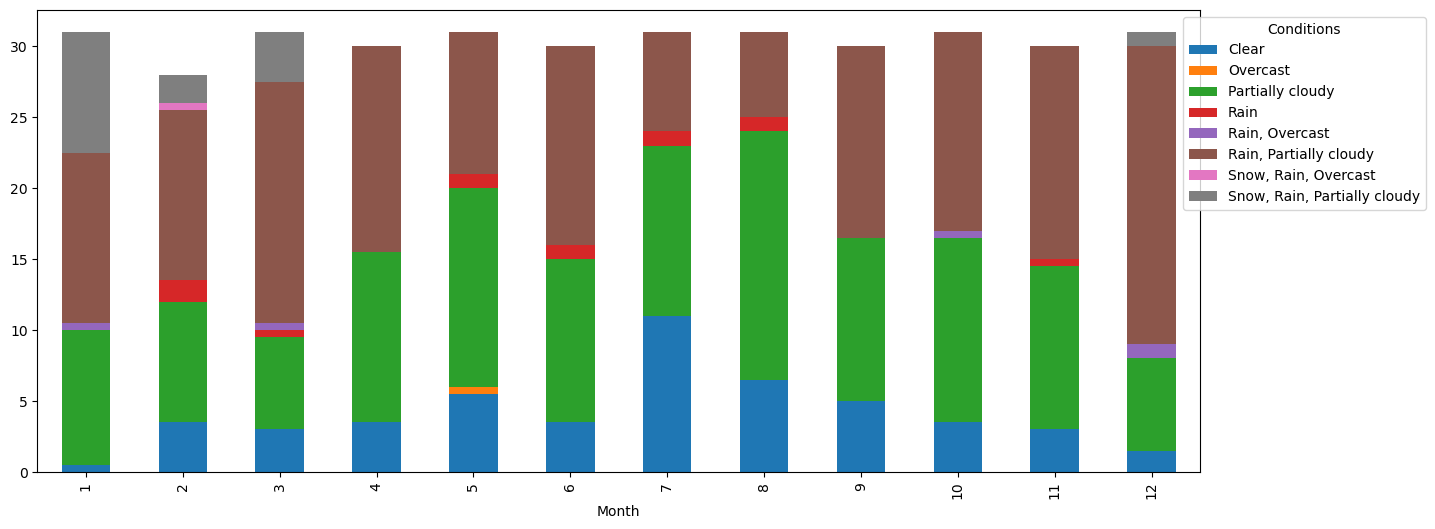 30
25
20
15
10
5
0
1 2 3 4 5 6 7 8 9 10 11 12
Month
Conditions
Clear
Overcast
Partially cloudy
Rain
Rain, Overcast
Rain, Partially cloudy
Snow, Rain, Overcast
Snow, Rain, Partially cloudy